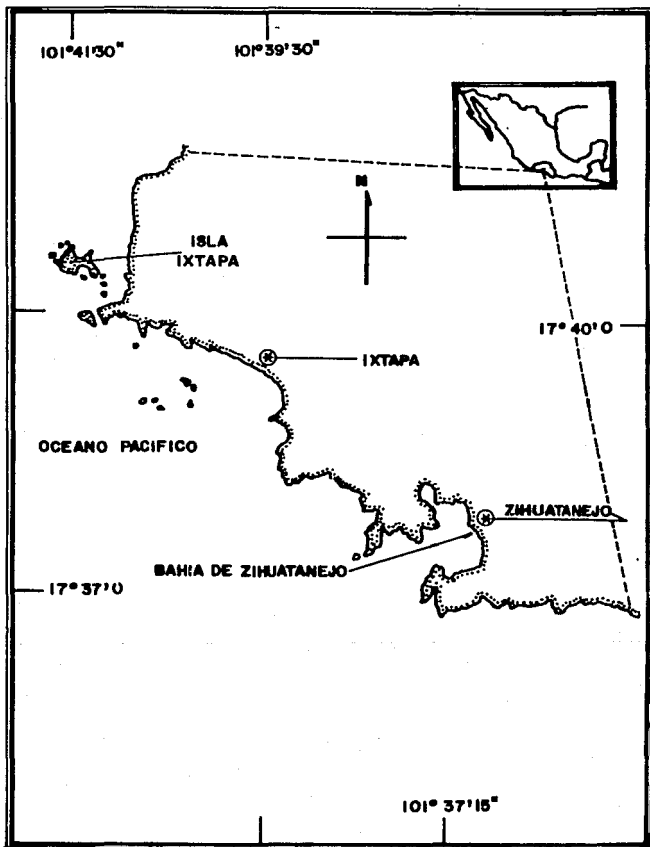 101°41'30"
101°39'30"
N
ISLA
IXTAPA
17°40'0
IXTAPA
OCEANO PACIFICO
ZIHUATANEJO
BAHIA DE ZIHUATANEJO
17°37'0
101°37'15"